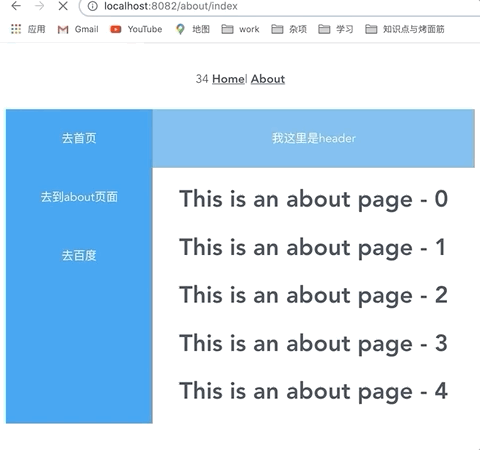 localhost:8082/about/index
应用 Gmail YouTube 地图 work 杂项 学习 知识点与烤面筋
34 Home| About
去首页 我这里是header
去到about页面
去百度
This is an about page - 0
This is an about page - 1
This is an about page - 2
This is an about page - 3
This is an about page - 4